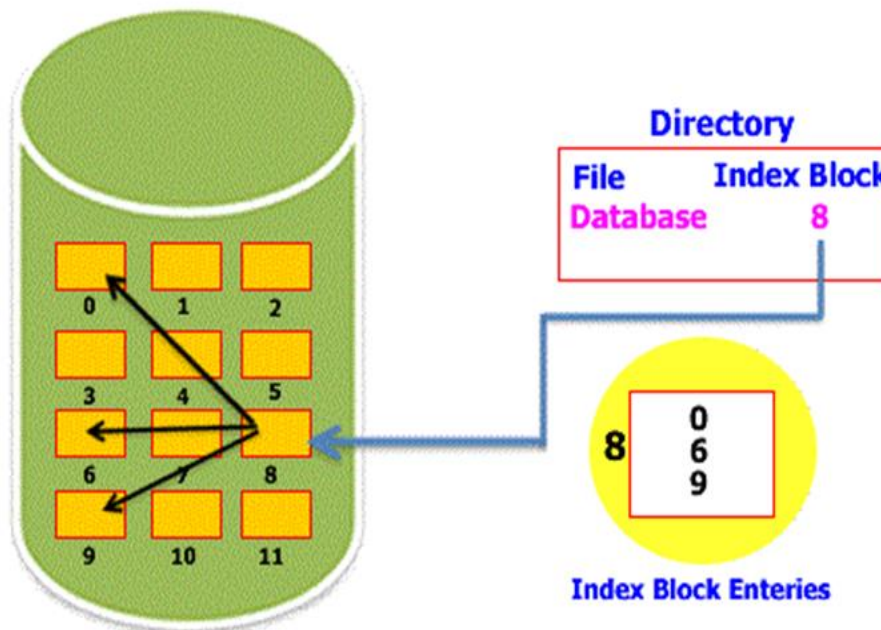 Directory
File Index Block
Database 8
0 1 2
3 4 5
6 7 8
9 10 11
0
8 6
9
Index Block Enteries